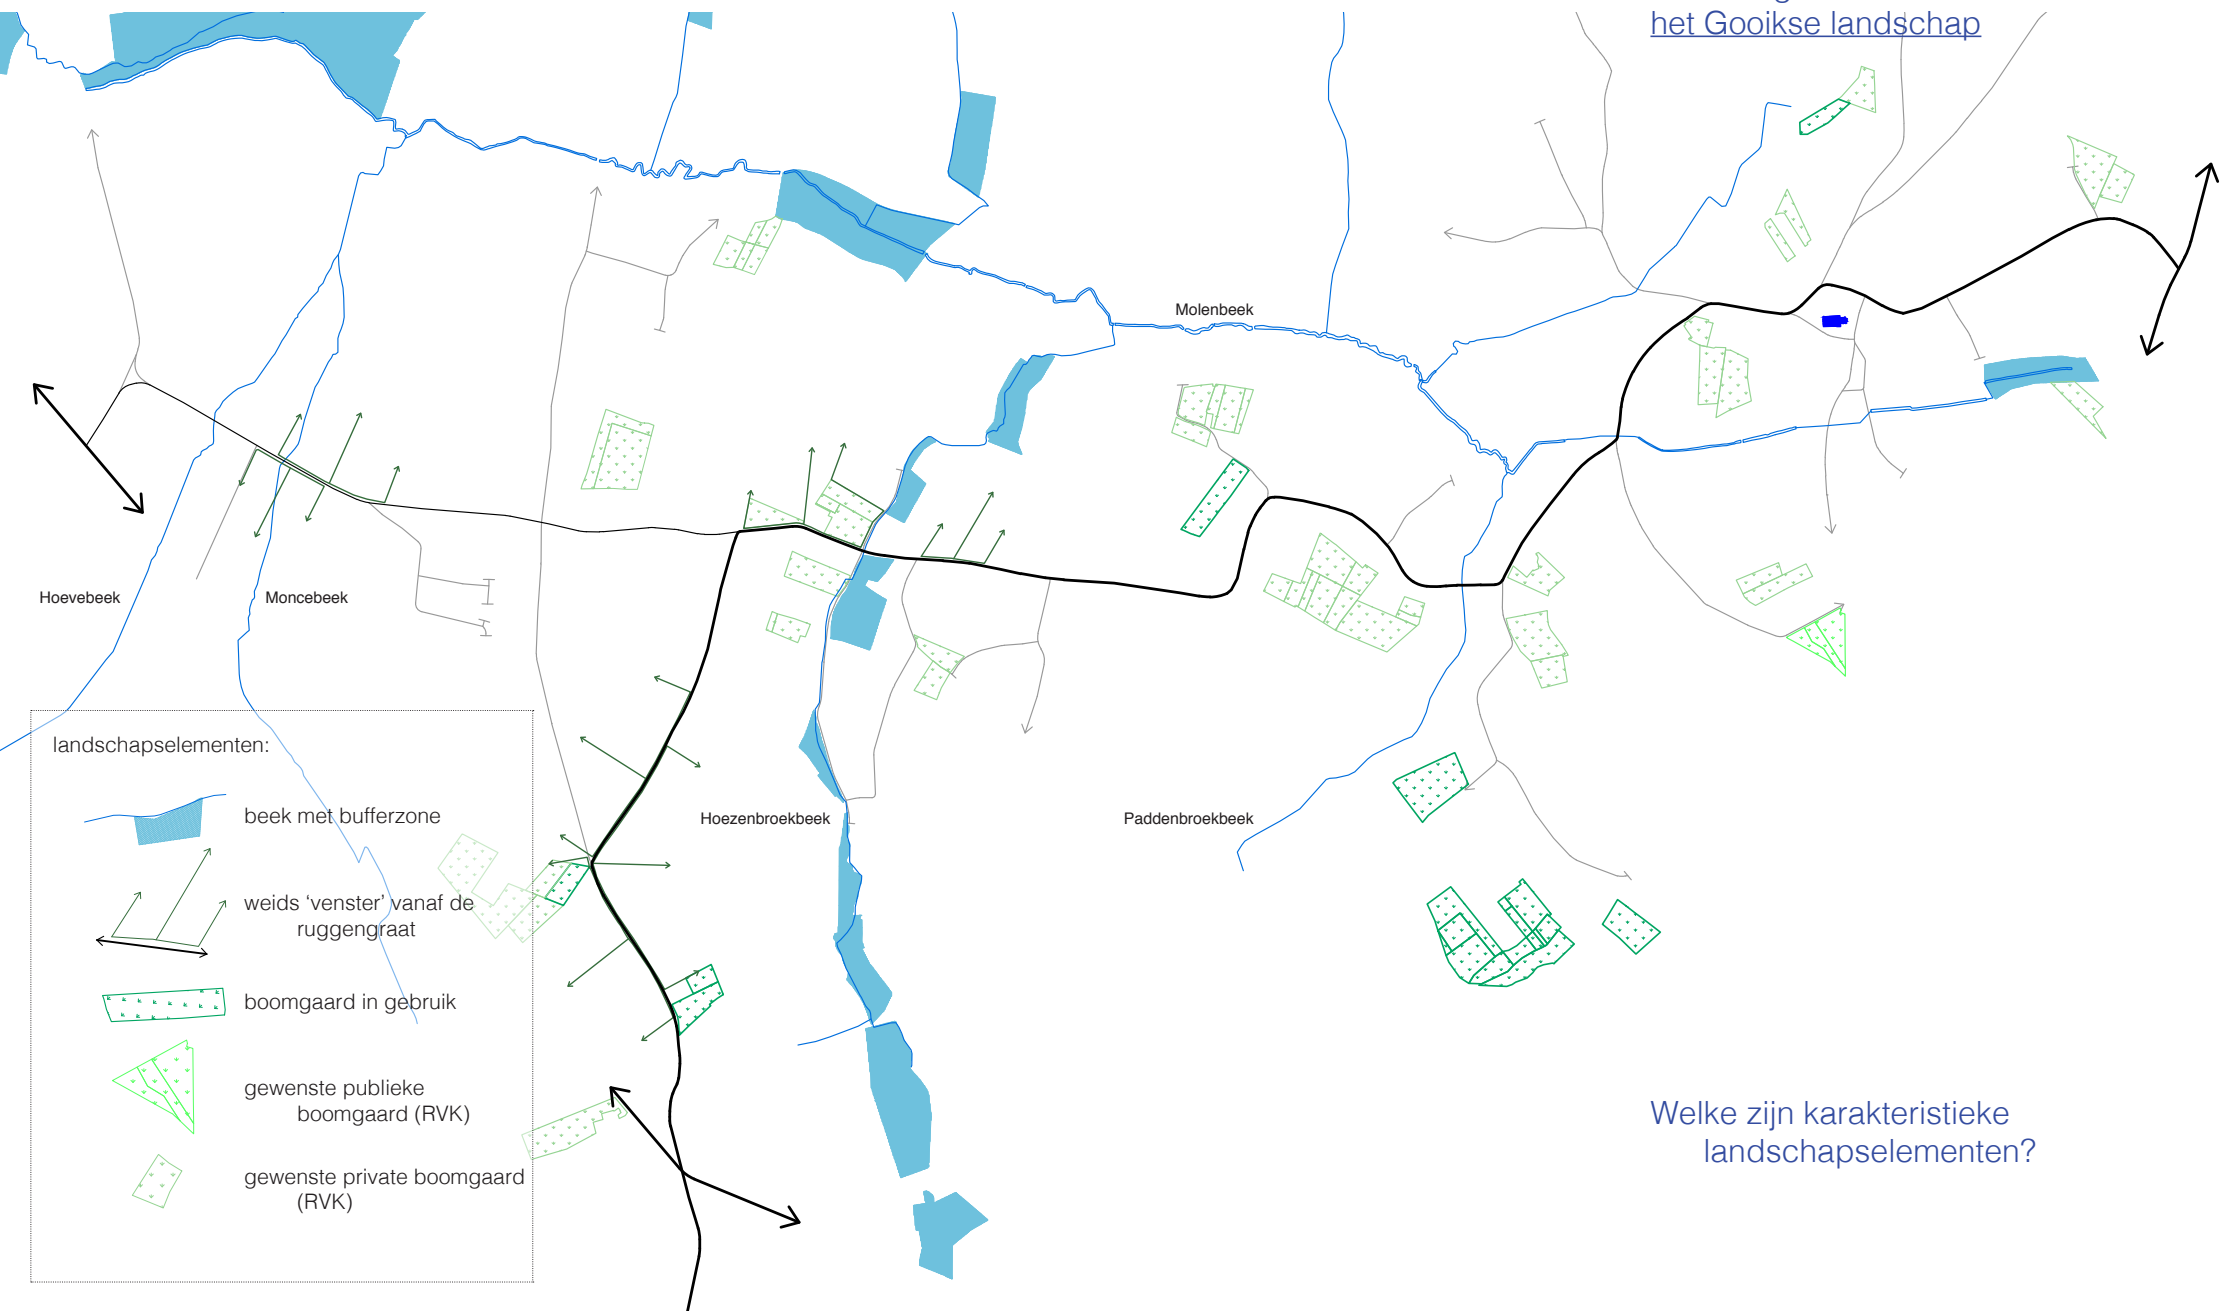 het Gooikse landschap
Molenbeek
Hoevebeek
Moncebeek
landschapselementen:
beek met bufferzone
weids ‘venster’ vanaf de
ruggengraat
boomgaard in gebruik
gewenste publieke
boomgaard (RVK)
gewenste private boomgaard
(RVK)
Hoezenbroekbeek
Paddenbroekbeek
Welke zijn karakteristieke
landschapselementen?